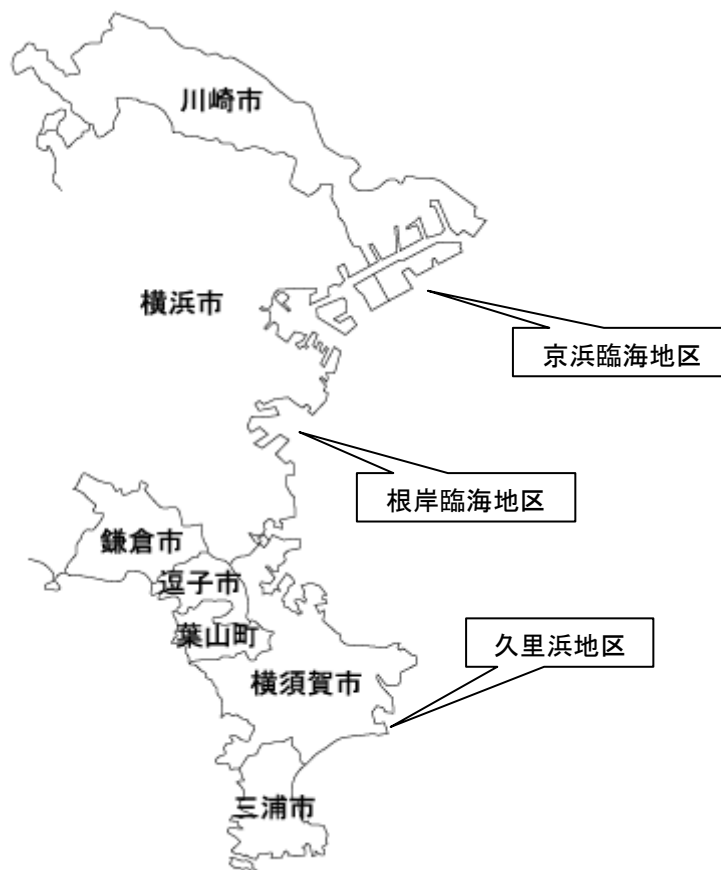 川崎市
横浜市
京浜臨海地区
根岸臨海地区
鎌倉市
逗子市
葉山町
久里浜地区
横須賀市
三浦市